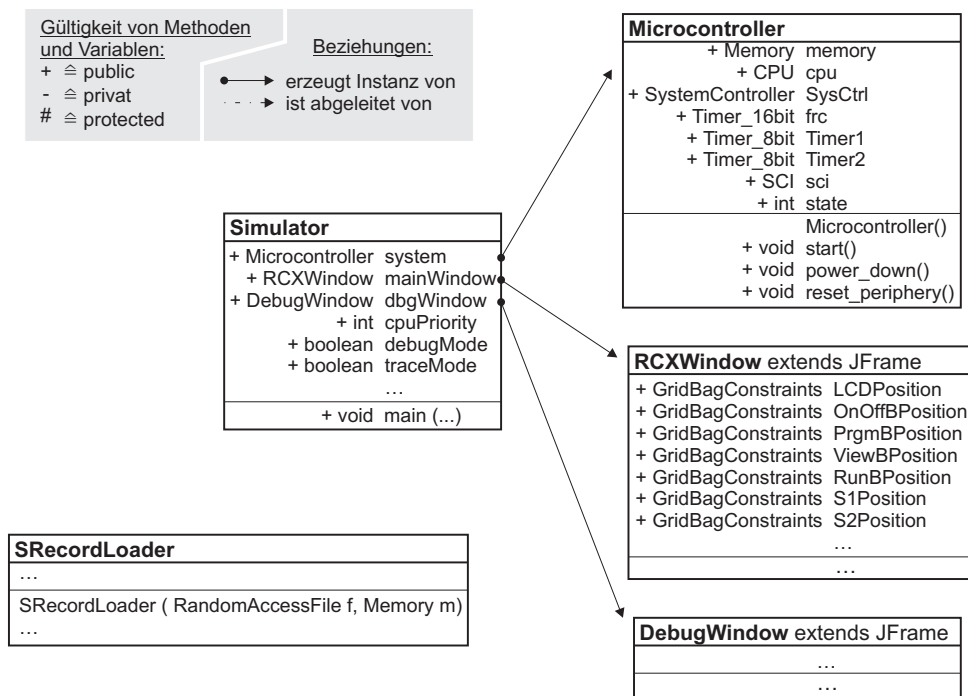 Gültigkeit von Methoden
und Variablen:
+ ≙ public
- ≙ privat
# ≙ protected
Beziehungen:
erzeugt Instanz von
ist abgeleitet von
Microcontroller
+ Memory memory
+ CPU cpu
+ SystemController SysCtrl
+ Timer_16bit frc
+ Timer_8bit Timer1
+ Timer_8bit Timer2
+ SCI sci
+ int state
Microcontroller()
+ void start()
+ void power_down()
+ void reset_periphery()
Simulator
+ Microcontroller system
+ RCXWindow mainWindow
+ DebugWindow dbgWindow
+ int cpuPriority
+ boolean debugMode
+ boolean traceMode
...
+ void main (...)
RCXWindow extends JFrame
+ GridBagConstraints LCDPosition
+ GridBagConstraints OnOffBPosition
+ GridBagConstraints PrgmBPosition
+ GridBagConstraints ViewBPosition
+ GridBagConstraints RunBPosition
+ GridBagConstraints S1Position
+ GridBagConstraints S2Position
...
...
SRecordLoader
...
SRecordLoader ( RandomAccessFile f, Memory m)
...
DebugWindow extends JFrame
...
...